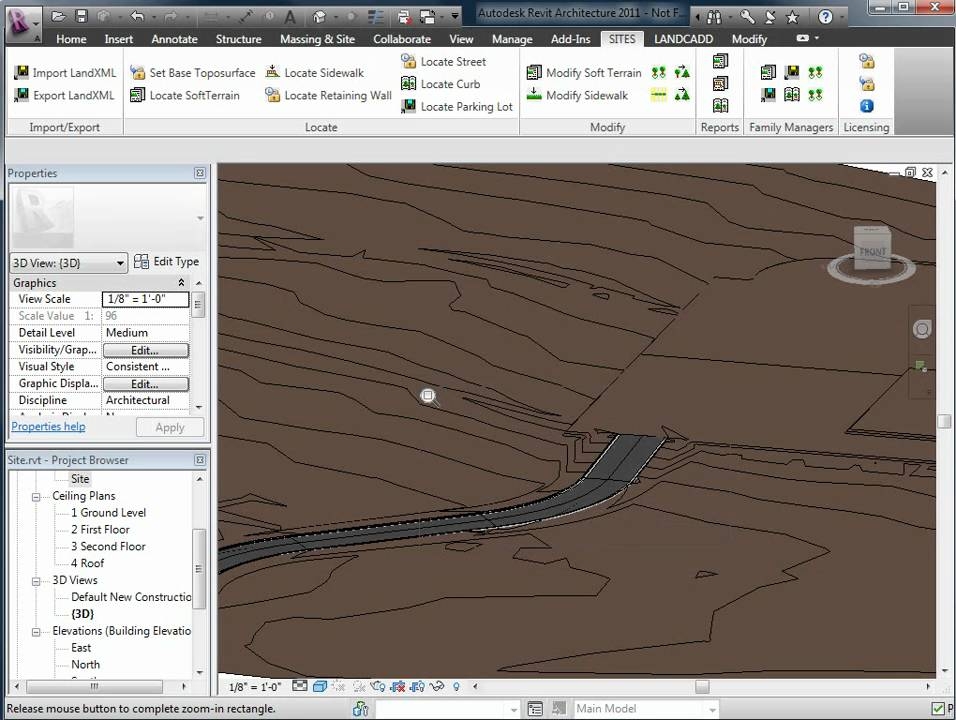 Autodesk Revit Architecture 2011 - Not F...
Home Insert Annotate Structure Massing & Site Collaborate View Manage Add-Ins SITES LANDCADD Modify
Import LandXML
Export LandXML
Import/Export
Set Base Toposurface
Locate SoftTerrain
Locate Sidewalk
Locate Retaining Wall
Locate Street
Locate Curb
Locate Parking Lot
Locate
Modify Soft Terrain
Modify Sidewalk
Modify
Reports
Family Managers
Licensing
Properties
3D View: {3D}
Edit Type
Graphics
View Scale 1/8" = 1'-0"
Scale Value 1: 96
Detail Level Medium
Visibility/Grap... Edit...
Visual Style Consistent ...
Graphic Displa... Edit...
Discipline Architectural
Properties help
Apply
Site.rvt - Project Browser
Site
Ceiling Plans
1 Ground Level
2 First Floor
3 Second Floor
4 Roof
3D Views
Default New Constructio
{3D}
Elevations (Building Elevatio
East
North
FRONT
1/8" = 1'-0"
Release mouse button to complete zoom-in rectangle.
Main Model